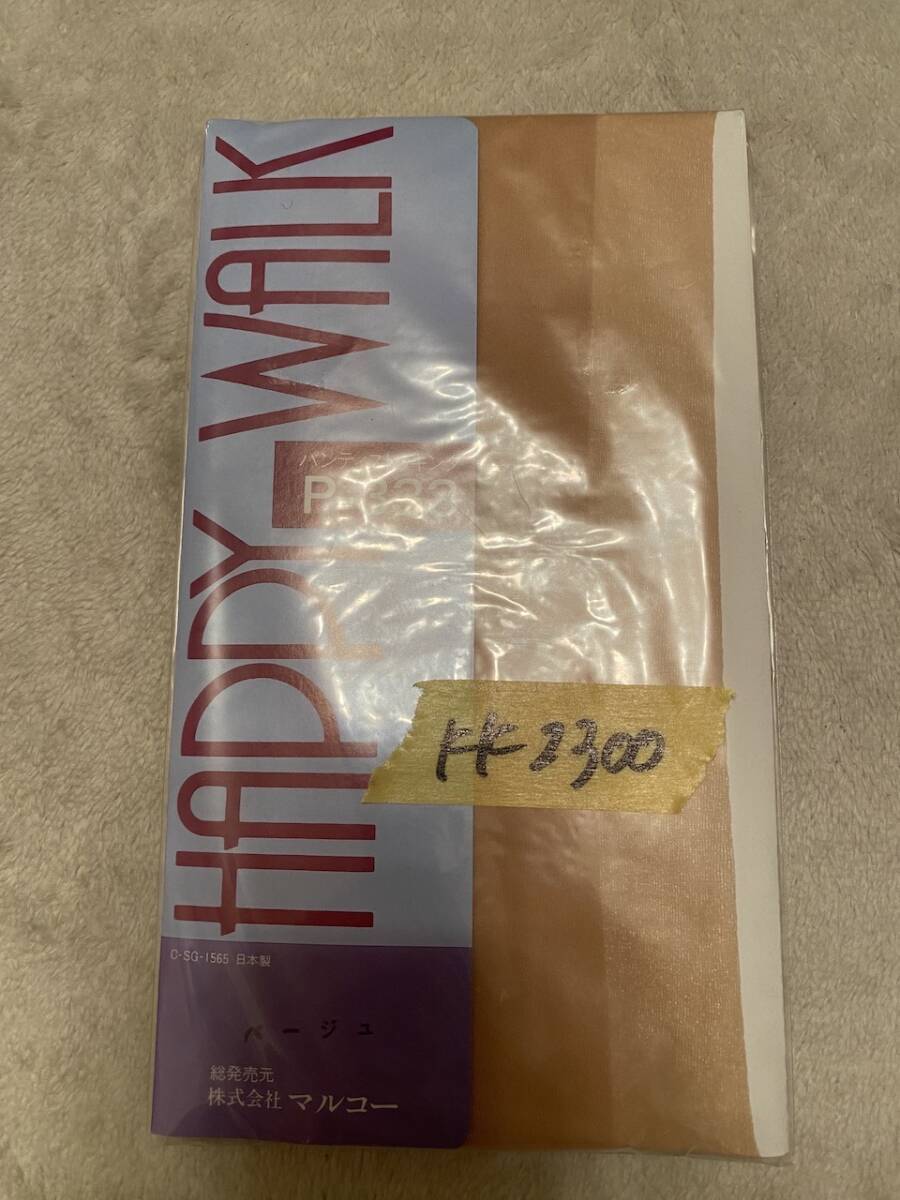 HAPPY WALK
パンティストッキング
P-333
C-SG-1565 日本製
ベージュ
総発売元
株式会社 マルコー
3300